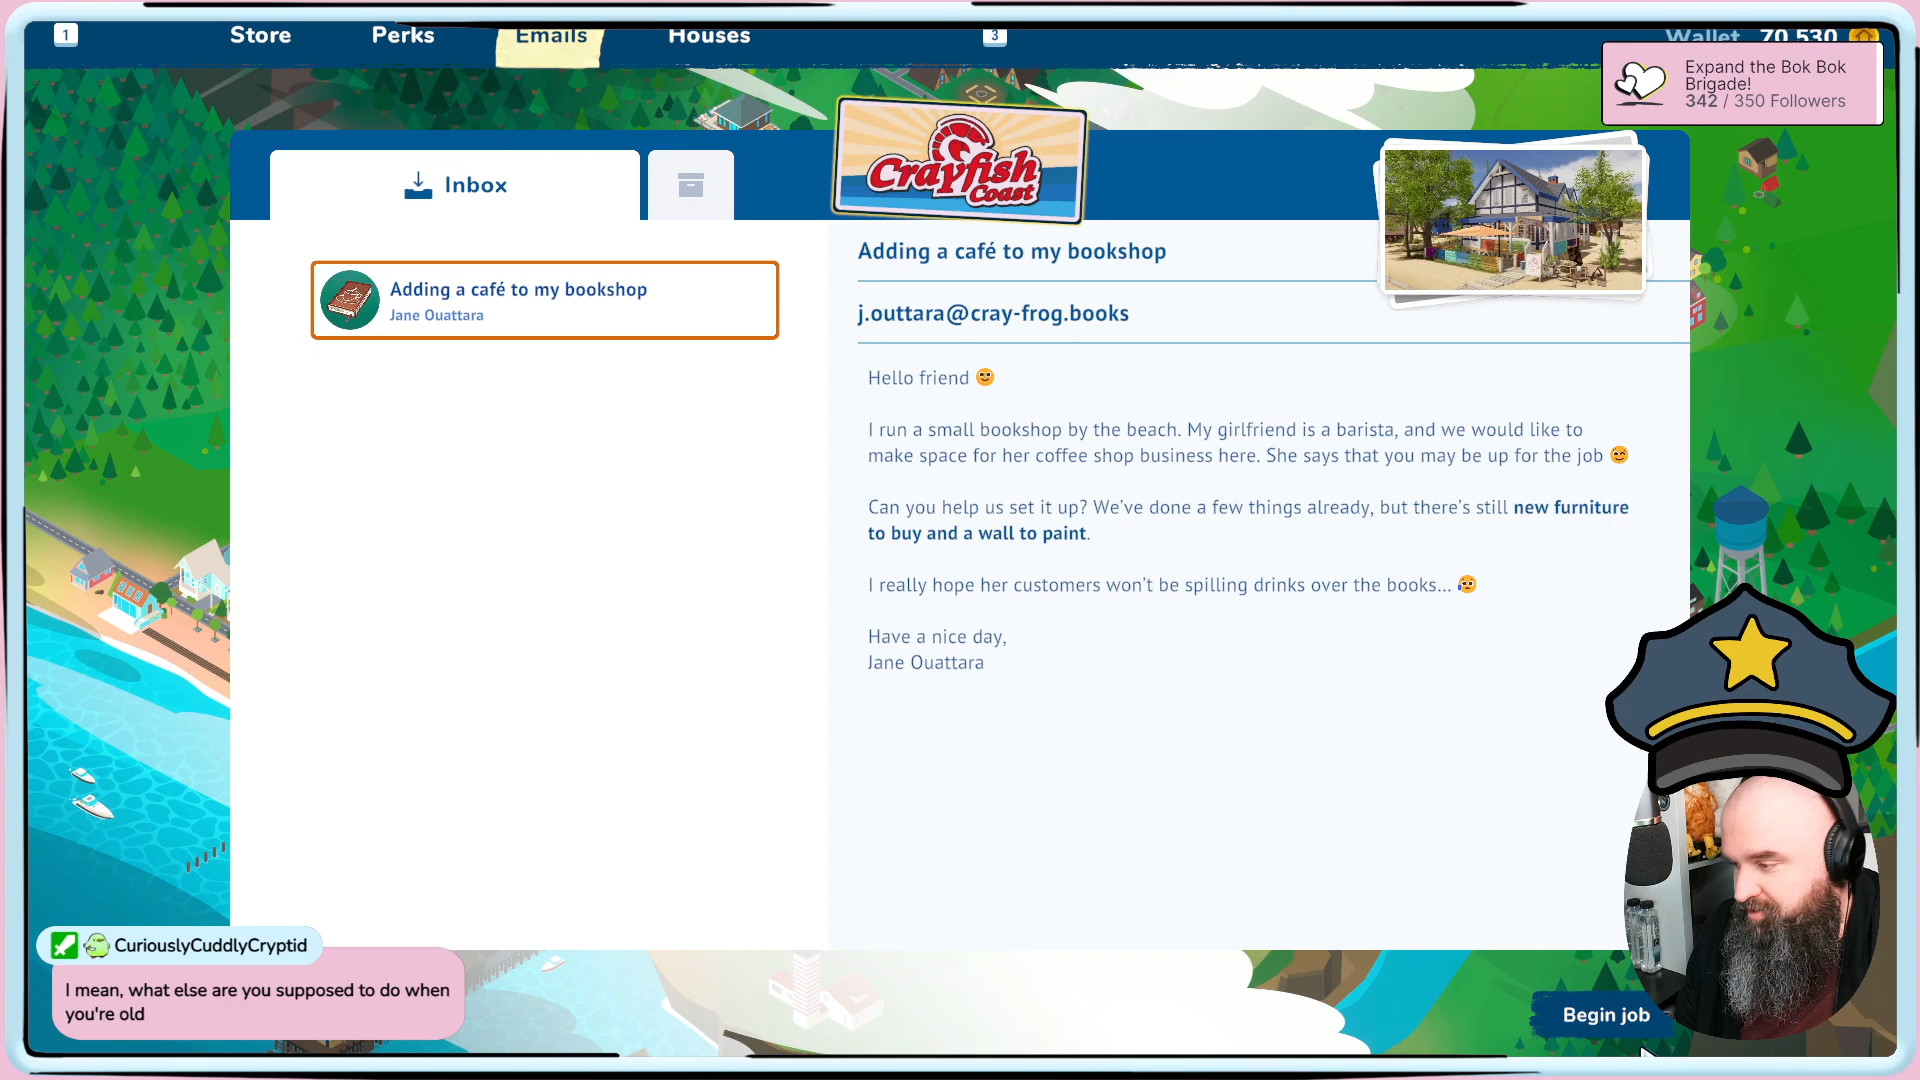 1
Store
Perks
Emails
Houses
3
Wallet 70 530
Expand the Bok Bok
Brigade!
342 / 350 Followers
Crayfish
Coast
Inbox
Adding a café to my bookshop
Jane Ouattara
Adding a café to my bookshop
j.outtara@cray-frog.books
Hello friend
I run a small bookshop by the beach. My girlfriend is a barista, and we would like to
make space for her coffee shop business here. She says that you may be up for the job
Can you help us set it up? We've done a few things already, but there's still new furniture
to buy and a wall to paint.
I really hope her customers won't be spilling drinks over the books...
Have a nice day,
Jane Ouattara
CuriouslyCuddlyCryptid
I mean, what else are you supposed to do when
you're old
Begin job